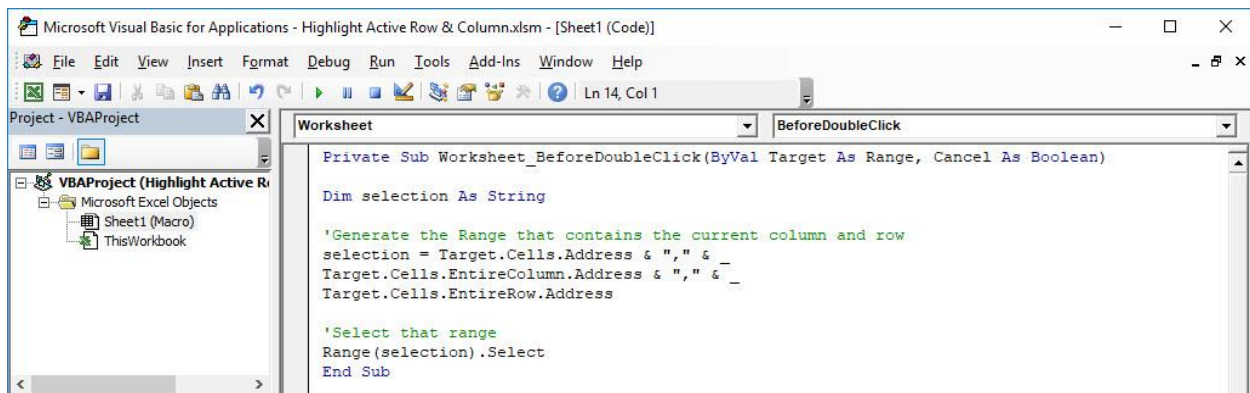 Microsoft Visual Basic for Applications - Highlight Active Row & Column.xlsm - [Sheet1 (Code)]
File Edit View Insert Format Debug Run Tools Add-Ins Window Help
Ln 14, Col 1
Project - VBAProject
Worksheet BeforeDoubleClick
VBAProject (Highlight Active R
Microsoft Excel Objects
Sheet1 (Macro)
ThisWorkbook
Private Sub Worksheet_BeforeDoubleClick(ByVal Target As Range, Cancel As Boolean)
Dim selection As String
'Generate the Range that contains the current column and row
selection = Target.Cells.Address & "," & _
Target.Cells.EntireColumn.Address & "," & _
Target.Cells.EntireRow.Address
'Select that range
Range(selection).Select
End Sub